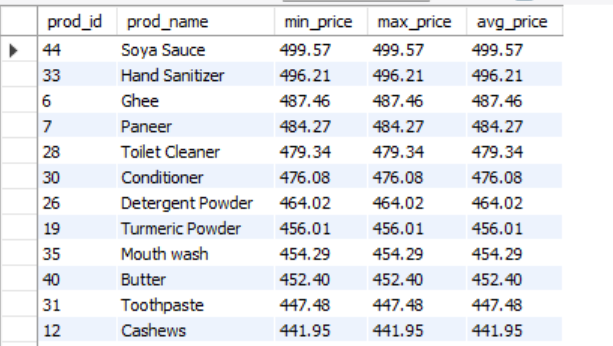 prod_id prod_name min_price max_price avg_price
44 Soya Sauce 499.57 499.57 499.57
33 Hand Sanitizer 496.21 496.21 496.21
6 Ghee 487.46 487.46 487.46
7 Paneer 484.27 484.27 484.27
28 Toilet Cleaner 479.34 479.34 479.34
30 Conditioner 476.08 476.08 476.08
26 Detergent Powder 464.02 464.02 464.02
19 Turmeric Powder 456.01 456.01 456.01
35 Mouth wash 454.29 454.29 454.29
40 Butter 452.40 452.40 452.40
31 Toothpaste 447.48 447.48 447.48
12 Cashews 441.95 441.95 441.95